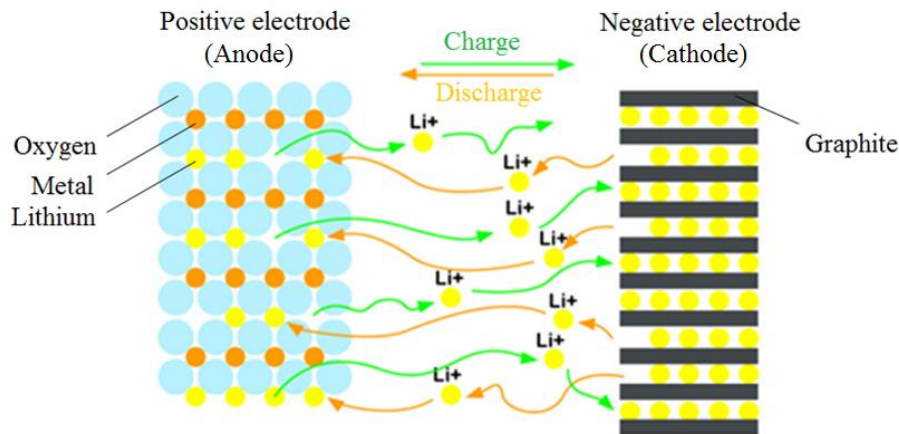 Positive electrode
(Anode)
Negative electrode
(Cathode)
Charge
Discharge
Oxygen
Metal
Lithium
Graphite
Li+
Li+
Li+
Li+
Li+
Li+
Li+
Li+